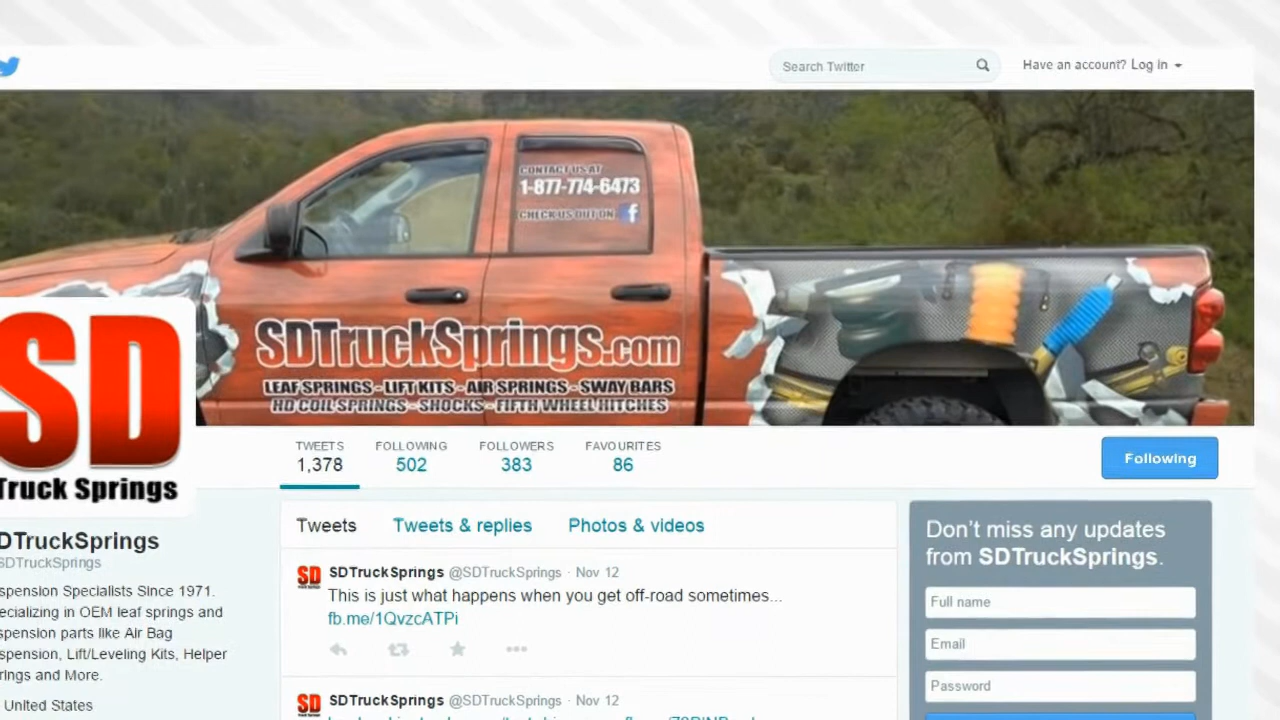 Search Twitter
Have an account? Log in
CONTACT US AT
1-877-774-6473
CHECK US OUT ON f
SDTruckSprings.com
LEAF SPRINGS - LIFT KITS - AIR SPRINGS - SWAY BARS
HD COIL SPRINGS - SHOCKS - FIFTH WHEEL HITCHES
SD
Truck Springs
TWEETS
1,378
FOLLOWING
502
FOLLOWERS
383
FAVOURITES
86
Following
DTruckSprings
SDTruckSprings
spension Specialists Since 1971.
ecializing in OEM leaf springs and
spension parts like Air Bag
spension, Lift/Leveling Kits, Helper
rings and More.
United States
Tweets
Tweets & replies
Photos & videos
SD
SDTruckSprings @SDTruckSprings · Nov 12
This is just what happens when you get off-road sometimes...
fb.me/1QvzcATPi
SD
SDTruckSprings @SDTruckSprings · Nov 12
Don't miss any updates
from SDTruckSprings.
Full name
Email
Password